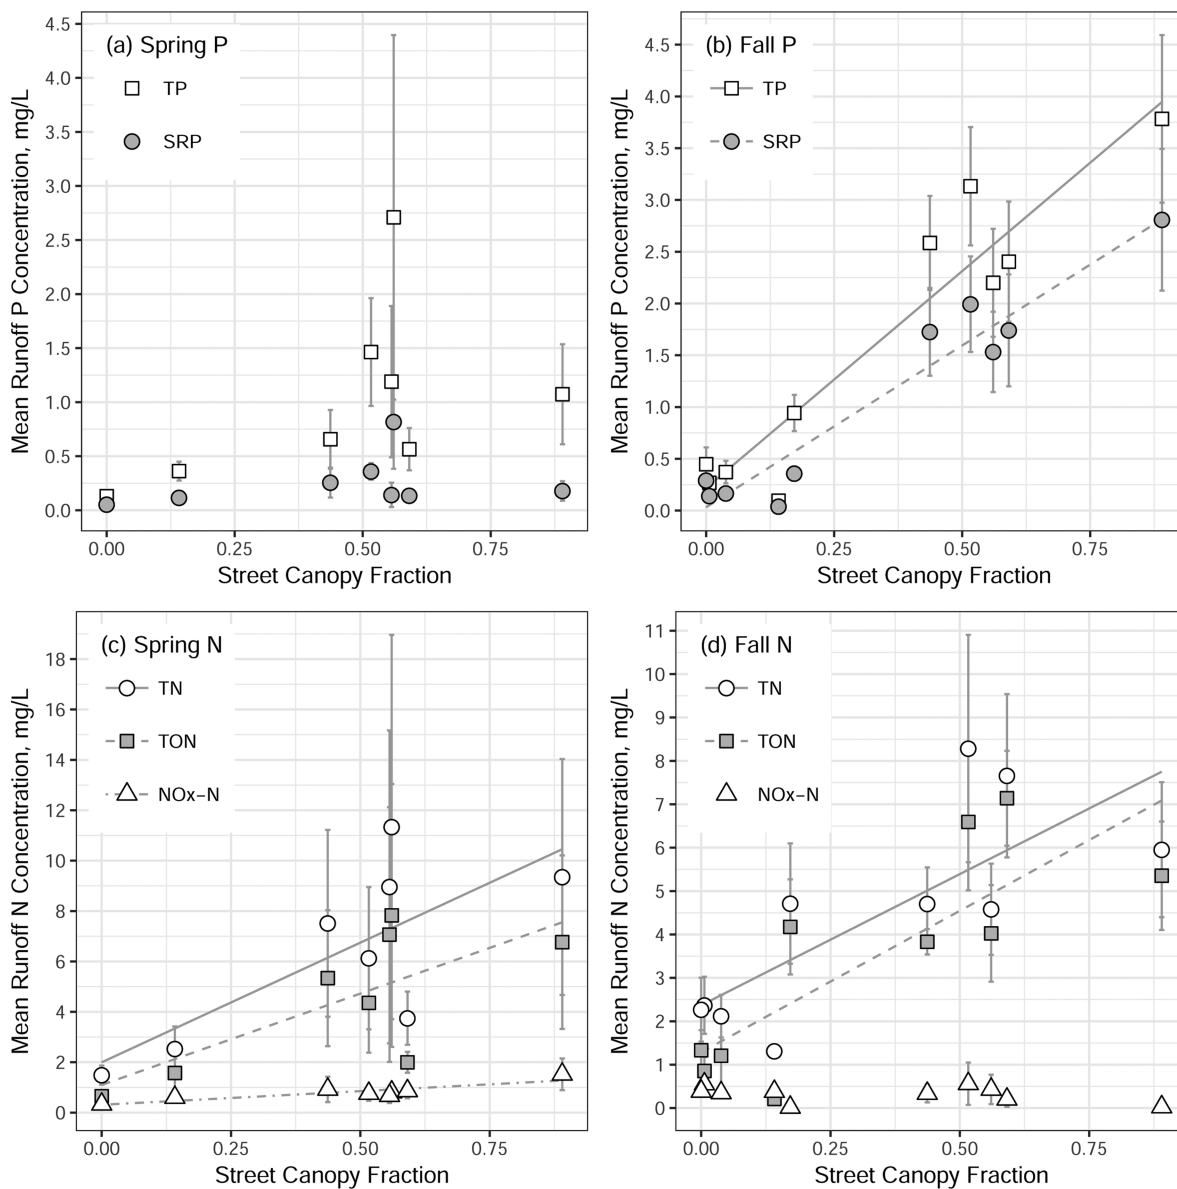 (a) Spring P
TP
SRP
Mean Runoff P Concentration, mg/L
4.5
4.0
3.5
3.0
2.5
2.0
1.5
1.0
0.5
0.0
0.00 0.25 0.50 0.75
Street Canopy Fraction
(b) Fall P
TP
SRP
Mean Runoff P Concentration, mg/L
4.5
4.0
3.5
3.0
2.5
2.0
1.5
1.0
0.5
0.0
0.00 0.25 0.50 0.75
Street Canopy Fraction
(c) Spring N
TN
TON
NOx−N
Mean Runoff N Concentration, mg/L
18
16
14
12
10
8
6
4
2
0
0.00 0.25 0.50 0.75
Street Canopy Fraction
(d) Fall N
TN
TON
NOx−N
Mean Runoff N Concentration, mg/L
11
10
9
8
7
6
5
4
3
2
1
0
0.00 0.25 0.50 0.75
Street Canopy Fraction